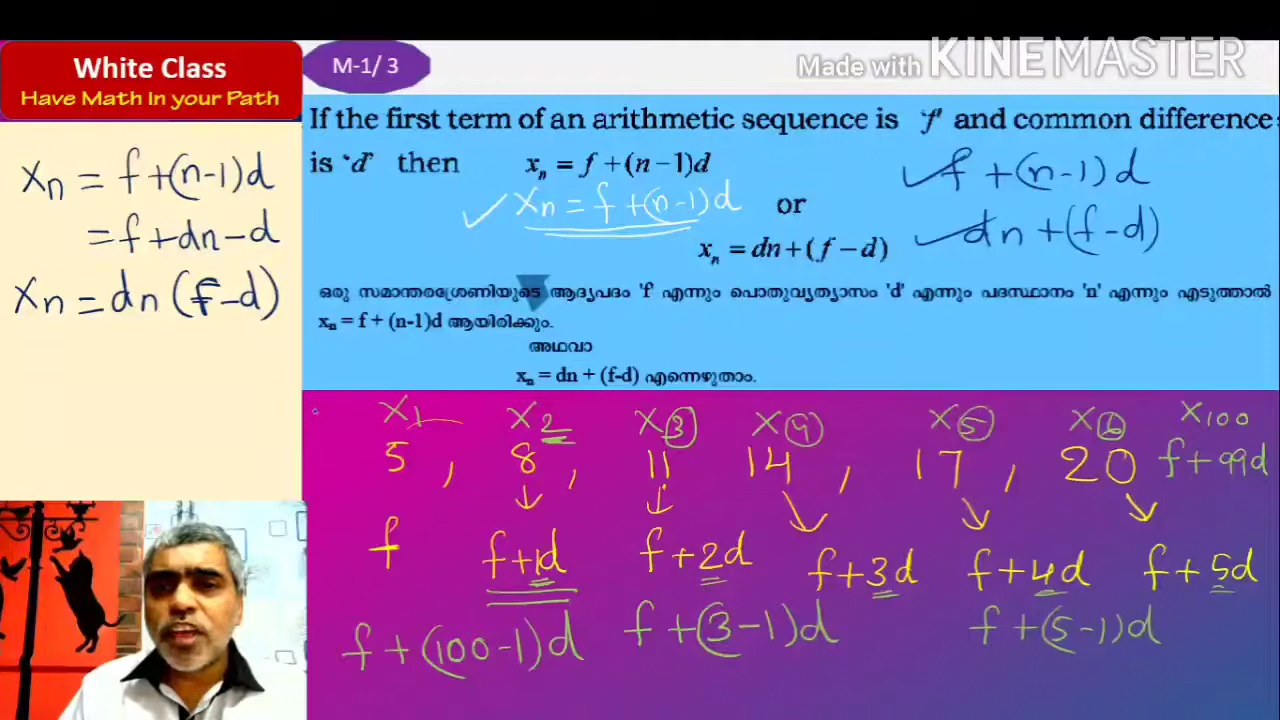 White Class
Have Math in your Path
M-1/ 3
Made with KINEMASTER
If the first term of an arithmetic sequence is 'f' and common difference
is 'd' then xₙ = f + (n − 1)d
xₙ = f + (n-1)d
or
xₙ = dn + (f − d)
f + (n-1)d
dn + (f-d)
ഒരു സമാന്തരശ്രേണിയുടെ ആദ്യപദം 'f' എന്നും പൊതുവ്യത്യാസം 'd' എന്നും പദസ്ഥാനം 'n' എന്നും എടുത്താൽ
xₙ = f + (n-1)d ആയിരിക്കും.
അഥവാ
xₙ = dn + (f-d) എന്നെഴുതാം.
xₙ = f+(n-1)d
= f+dn-d
xₙ = dn (f-d)
x₁ x₂ x₃ x₄ x₅ x₆ x₁₀₀
5 , 8 , 11 14 , 17 , 20 f+99d
f f+1d f+2d f+3d f+4d f+5d
f+(100-1)d f+(3-1)d f+(5-1)d